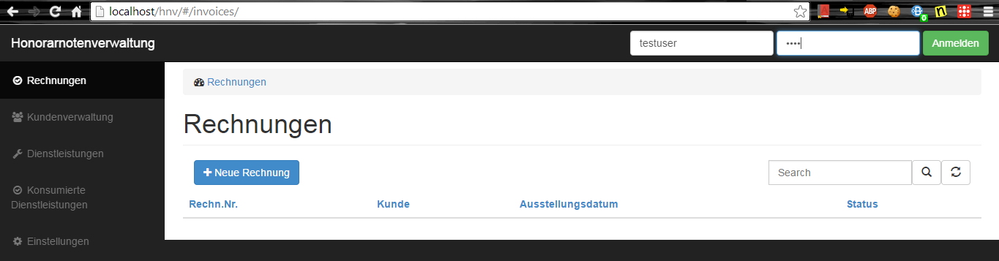 localhost/hnv/#/invoices/
ABP
0
Honorarnotenverwaltung
testuser
••••
Anmelden
Rechnungen
Kundenverwaltung
Dienstleistungen
Konsumierte
Dienstleistungen
Einstellungen
Rechnungen
Rechnungen
Neue Rechnung
Search
Rechn.Nr. Kunde Ausstellungsdatum Status